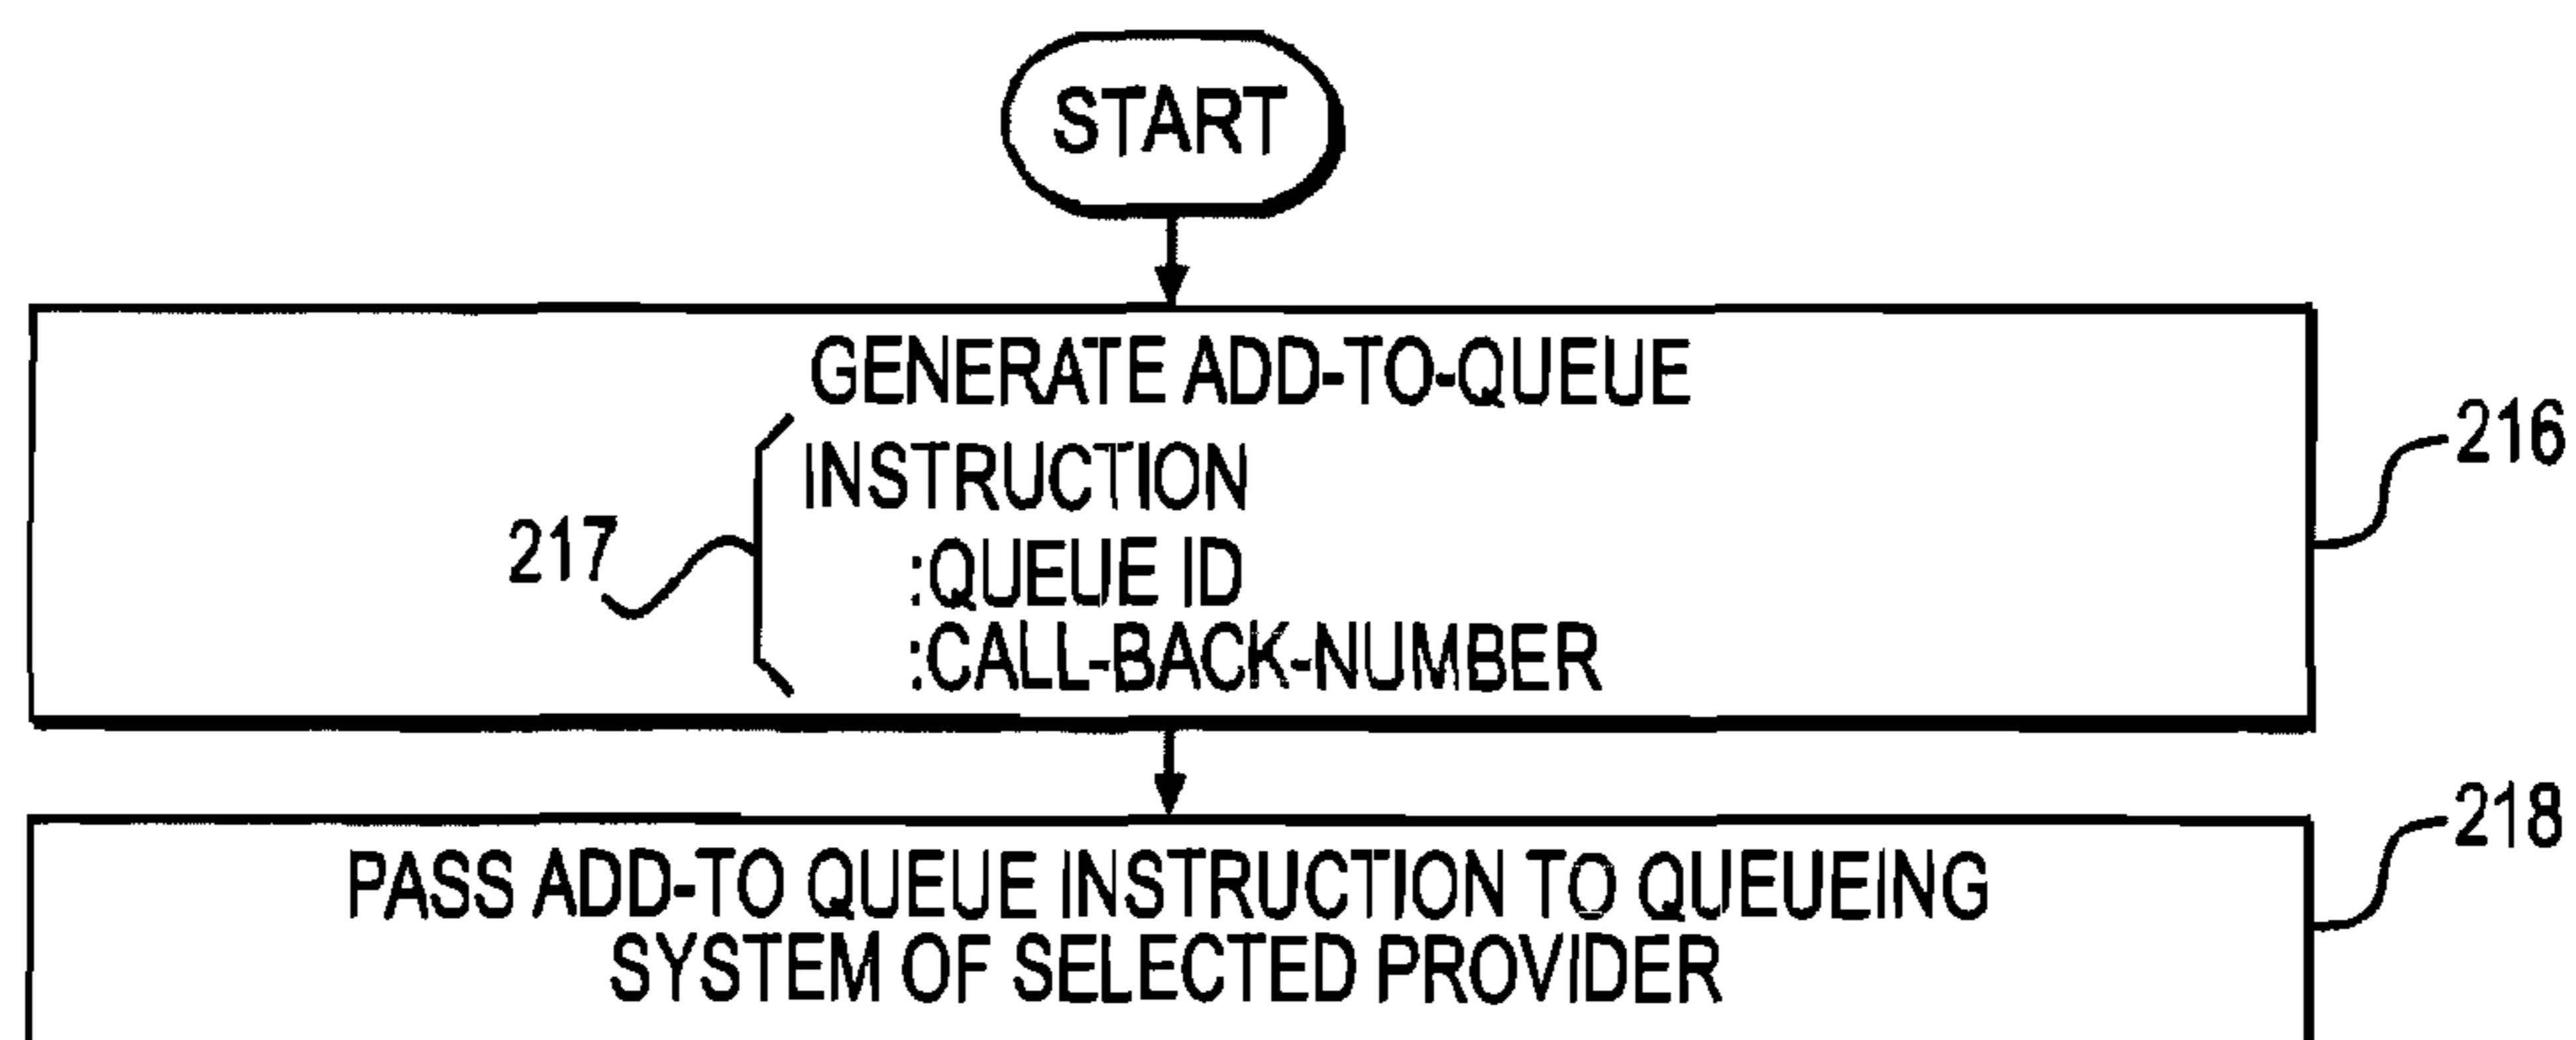 START
GENERATE ADD-TO-QUEUE
INSTRUCTION
:QUEUE ID
:CALL-BACK-NUMBER
217
216
PASS ADD-TO QUEUE INSTRUCTION TO QUEUEING
SYSTEM OF SELECTED PROVIDER
218